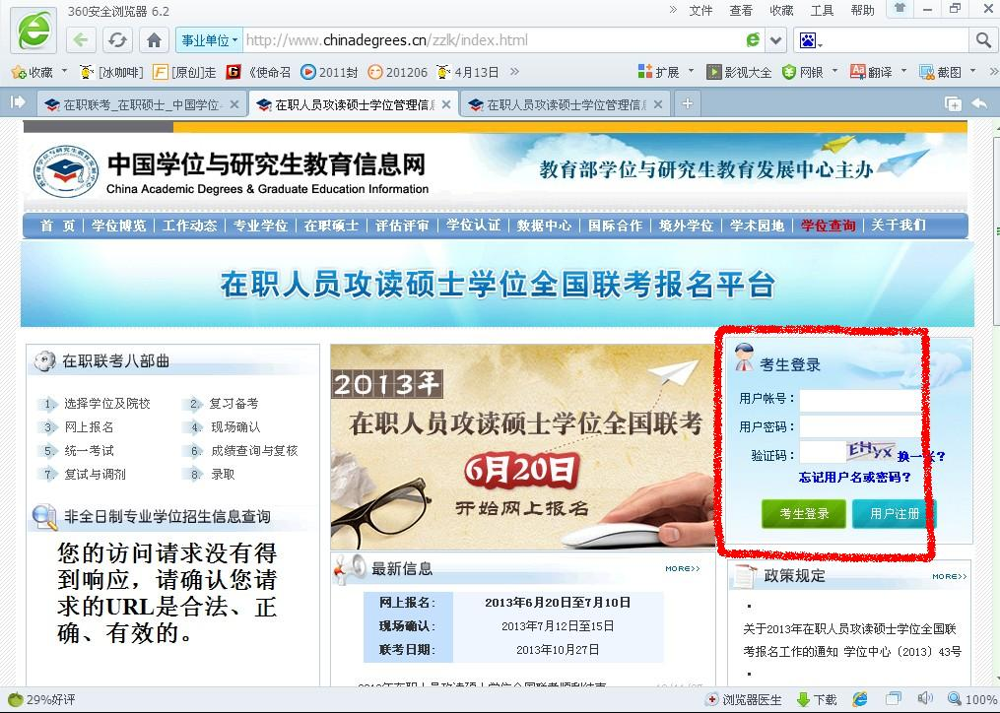 360安全浏览器 6.2
» 文件 查看 收藏 工具 帮助
事业单位 http://www.chinadegrees.cn/zzlk/index.html
收藏 [冰咖啡] [原创]走 《使命召 2011封 201206 4月13日 » 扩展 影视大全 网银 翻译 截图 »
在职联考_在职硕士_中国学位 在职人员攻读硕士学位管理信息 在职人员攻读硕士学位管理信息
中国学位与研究生教育信息网
China Academic Degrees & Graduate Education Information
教育部学位与研究生教育发展中心主办
首 页 | 学位博览 | 工作动态 | 专业学位 | 在职硕士 | 评估评审 | 学位认证 | 数据中心 | 国际合作 | 境外学位 | 学术园地 | 学位查询 | 关于我们
在职人员攻读硕士学位全国联考报名平台
在职联考八部曲
1 选择学位及院校 2 复习备考
3 网上报名 4 现场确认
5 统一考试 6 成绩查询与复核
7 复试与调剂 8 录取
非全日制专业学位招生信息查询
您的访问请求没有得
到响应，请确认您请
求的URL是合法、正
确、有效的。
2013年
在职人员攻读硕士学位全国联考
6月20日
开始网上报名
最新信息 MORE>>
网上报名： 2013年6月20日至7月10日
现场确认： 2013年7月12日至15日
联考日期： 2013年10月27日
考生登录
用户帐号：
用户密码：
验证码： EHyx 换一张？
忘记用户名或密码？
考生登录 用户注册
政策规定 MORE>>
关于2013年在职人员攻读硕士学位全国联
考报名工作的通知 学位中心〔2013〕43号
29%好评 浏览器医生 下载 100%